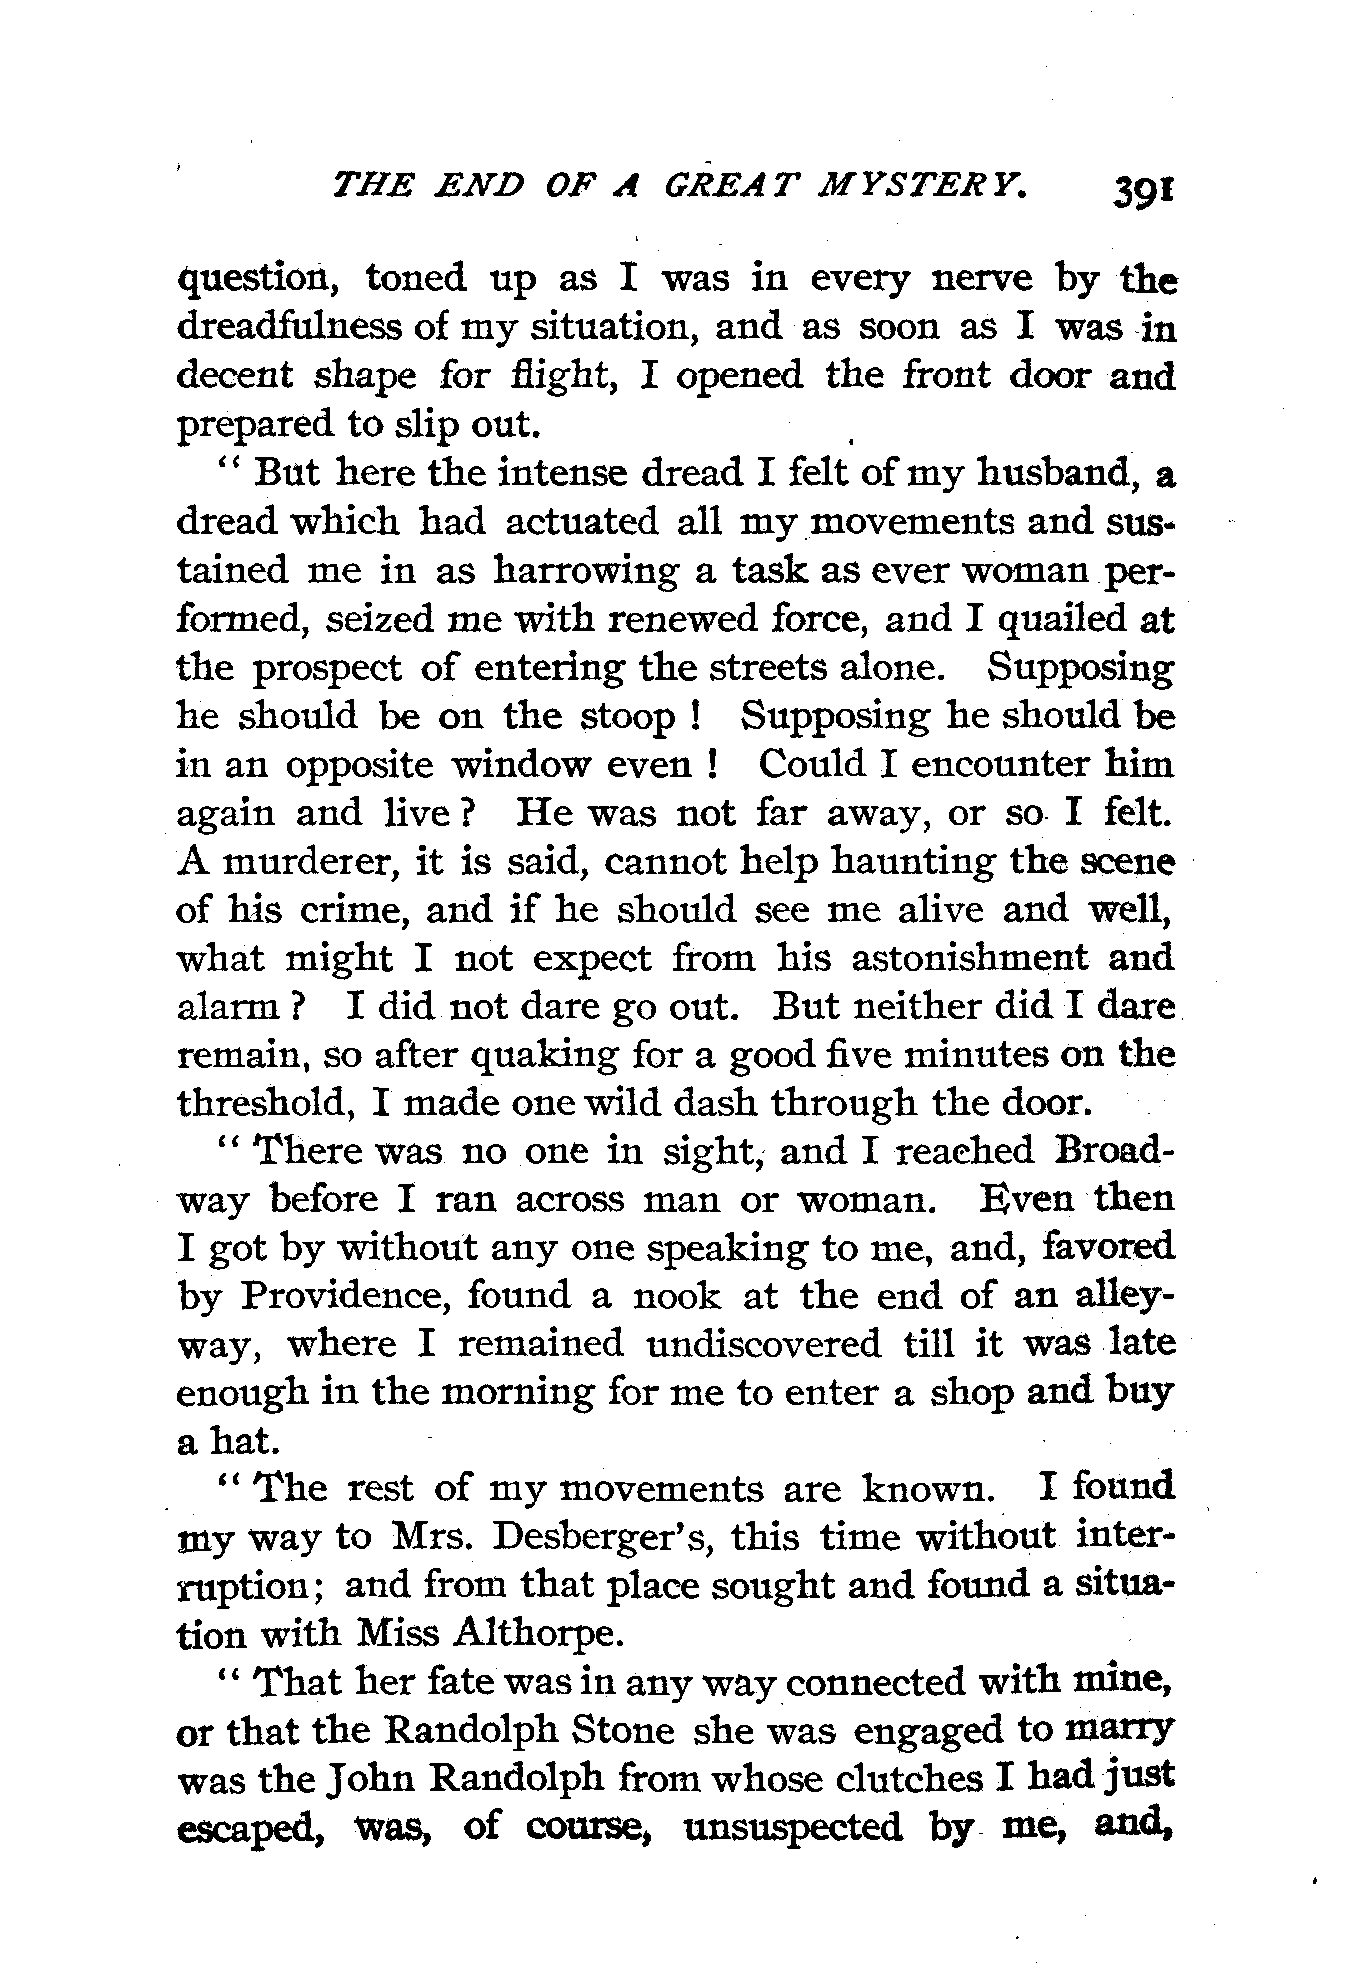 THE END OF A GREAT MYSTERY. 391
question, toned up as I was in every nerve by the
dreadfulness of my situation, and as soon as I was in
decent shape for flight, I opened the front door and
prepared to slip out.
“ But here the intense dread I felt of my husband, a
dread which had actuated all my movements and sus-
tained me in as harrowing a task as ever woman per-
formed, seized me with renewed force, and I quailed at
the prospect of entering the streets alone. Supposing
he should be on the stoop ! Supposing he should be
in an opposite window even ! Could I encounter him
again and live ? He was not far away, or so I felt.
A murderer, it is said, cannot help haunting the scene
of his crime, and if he should see me alive and well,
what might I not expect from his astonishment and
alarm ? I did not dare go out. But neither did I dare
remain, so after quaking for a good five minutes on the
threshold, I made one wild dash through the door.
“ There was no one in sight, and I reached Broad-
way before I ran across man or woman. Even then
I got by without any one speaking to me, and, favored
by Providence, found a nook at the end of an alley-
way, where I remained undiscovered till it was late
enough in the morning for me to enter a shop and buy
a hat.
“ The rest of my movements are known. I found
my way to Mrs. Desberger’s, this time without inter-
ruption; and from that place sought and found a situa-
tion with Miss Althorpe.
“ That her fate was in any way connected with mine,
or that the Randolph Stone she was engaged to marry
was the John Randolph from whose clutches I had just
escaped, was, of course, unsuspected by me, and,